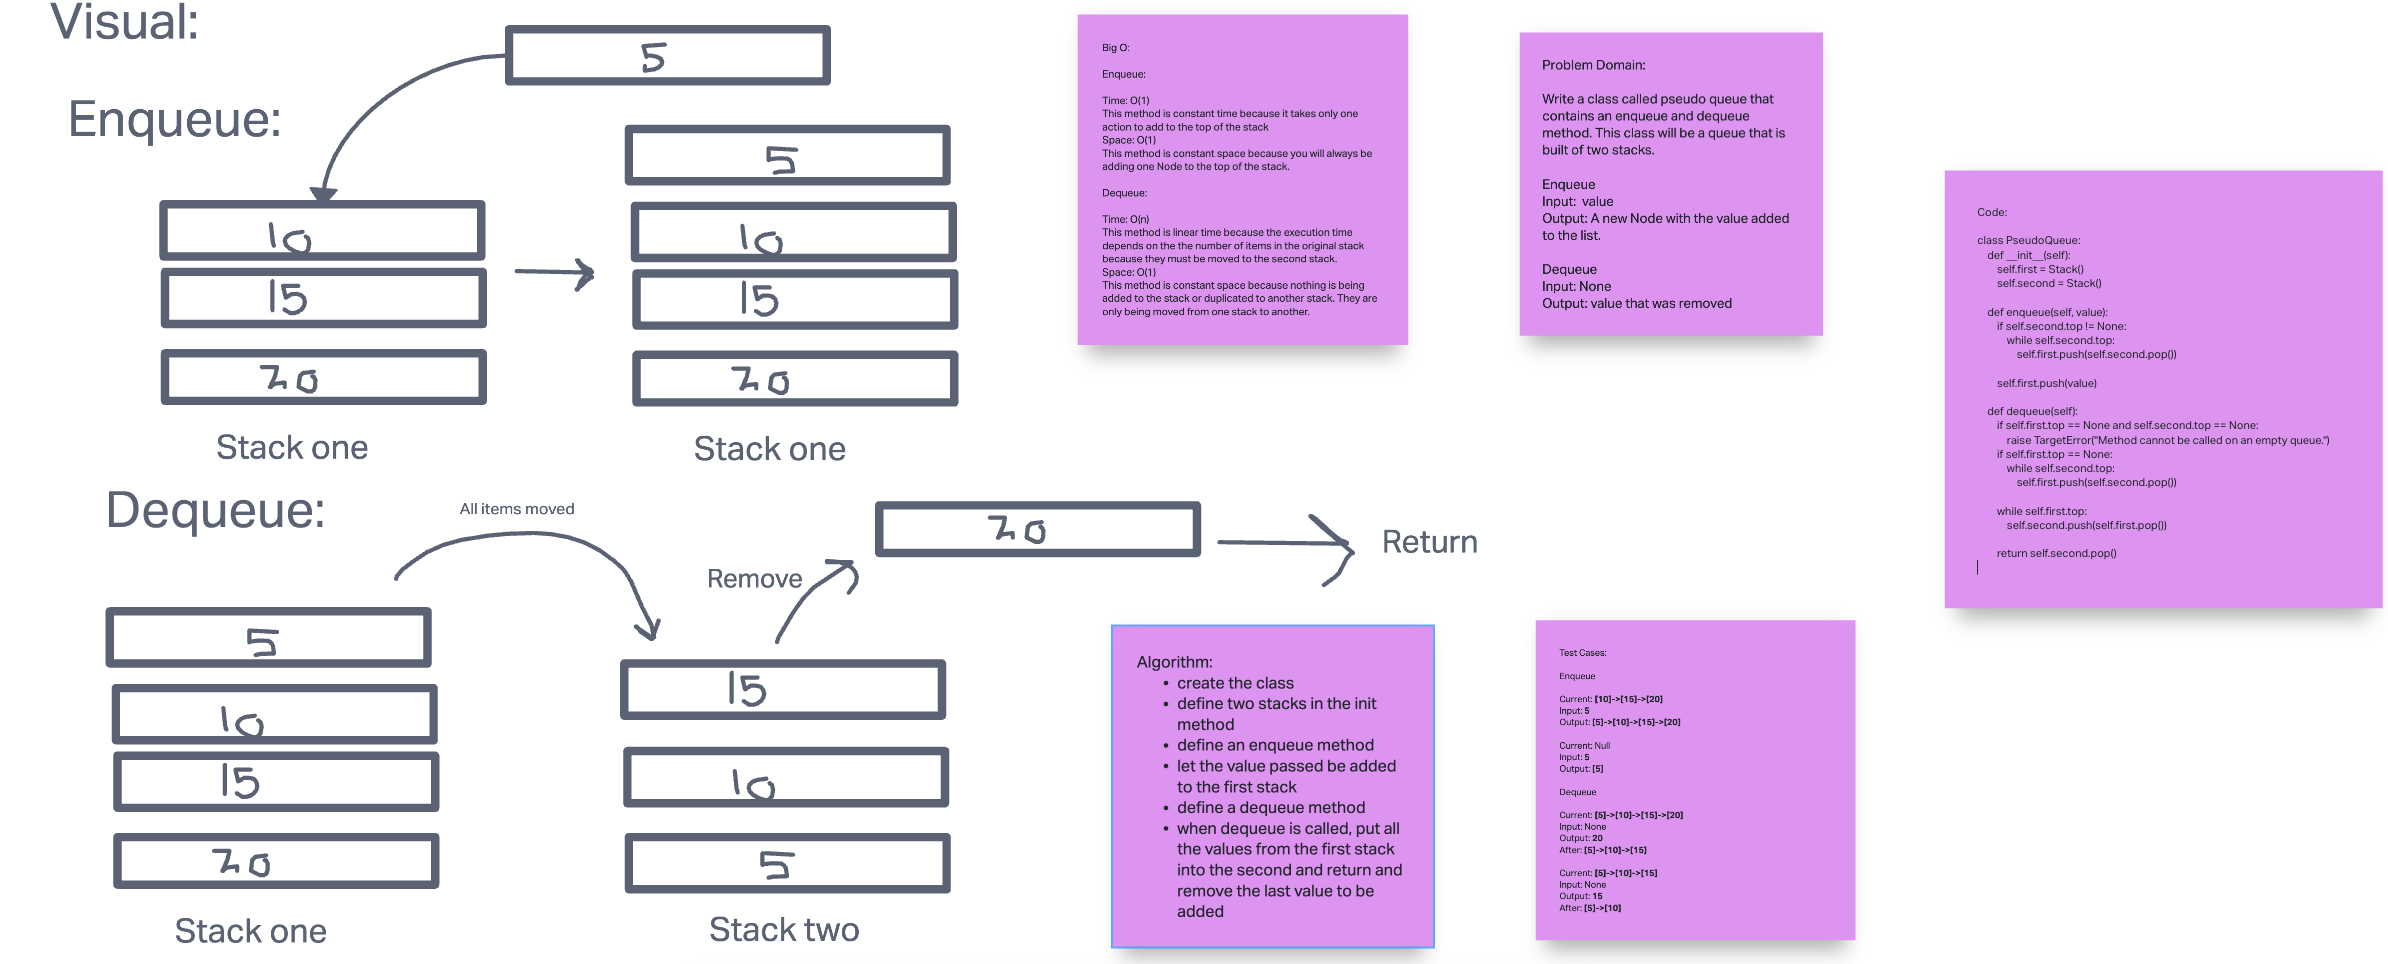 Visual:
5
Enqueue:
10
15
20
Stack one
5
10
15
20
Stack one
Dequeue:
All items moved
5
10
15
20
Stack one
Remove
20
Return
15
10
5
Stack two
Big O:
Enqueue:
Time: O(1)
This method is constant time because it takes only one
action to add to the top of the stack
Space: O(1)
This method is constant space because you will always be
adding one Node to the top of the stack.
Dequeue:
Time: O(n)
This method is linear time because the execution time
depends on the the number of items in the original stack
because they must be moved to the second stack.
Space: O(1)
This method is constant space because nothing is being
added to the stack or duplicated to another stack. They are
only being moved from one stack to another.
Problem Domain:
Write a class called pseudo queue that
contains an enqueue and dequeue
method. This class will be a queue that is
built of two stacks.
Enqueue
Input: value
Output: A new Node with the value added
to the list.
Dequeue
Input: None
Output: value that was removed
Code:
class PseudoQueue:
def __init__(self):
self.first = Stack()
self.second = Stack()
def enqueue(self, value):
if self.second.top != None:
while self.second.top:
self.first.push(self.second.pop())
self.first.push(value)
def dequeue(self):
if self.first.top == None and self.second.top == None:
raise TargetError("Method cannot be called on an empty queue.")
if self.first.top == None:
while self.second.top:
self.first.push(self.second.pop())
while self.first.top:
self.second.push(self.first.pop())
return self.second.pop()
Algorithm:
• create the class
• define two stacks in the init
method
• define an enqueue method
• let the value passed be added
to the first stack
• define a dequeue method
• when dequeue is called, put all
the values from the first stack
into the second and return and
remove the last value to be
added
Test Cases:
Enqueue
Current: [10]->[15]->[20]
Input: 5
Output: [5]->[10]->[15]->[20]
Current: Null
Input: 5
Output: [5]
Dequeue
Current: [5]->[10]->[15]->[20]
Input: None
Output: 20
After: [5]->[10]->[15]
Current: [5]->[10]->[15]
Input: None
Output: 15
After: [5]->[10]